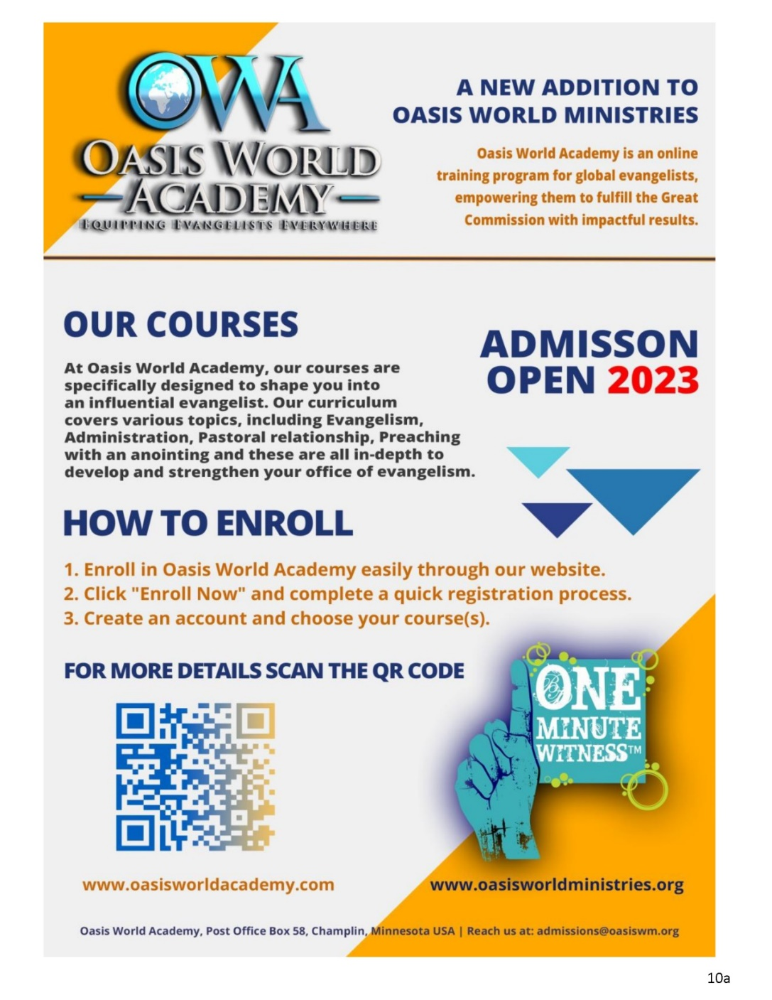 OWA
OASIS WORLD
ACADEMY
EQUIPPING EVANGELISTS EVERYWHERE
A NEW ADDITION TO
OASIS WORLD MINISTRIES
Oasis World Academy is an online
training program for global evangelists,
empowering them to fulfill the Great
Commission with impactful results.
OUR COURSES
At Oasis World Academy, our courses are
specifically designed to shape you into
an influential evangelist. Our curriculum
covers various topics, including Evangelism,
Administration, Pastoral relationship, Preaching
with an anointing and these are all in-depth to
develop and strengthen your office of evangelism.
ADMISSON
OPEN 2023
HOW TO ENROLL
1. Enroll in Oasis World Academy easily through our website.
2. Click "Enroll Now" and complete a quick registration process.
3. Create an account and choose your course(s).
FOR MORE DETAILS SCAN THE QR CODE
ONE
MINUTE
WITNESS™
www.oasisworldacademy.com
www.oasisworldministries.org
Oasis World Academy, Post Office Box 58, Champlin, Minnesota USA | Reach us at: admissions@oasiswm.org
10a